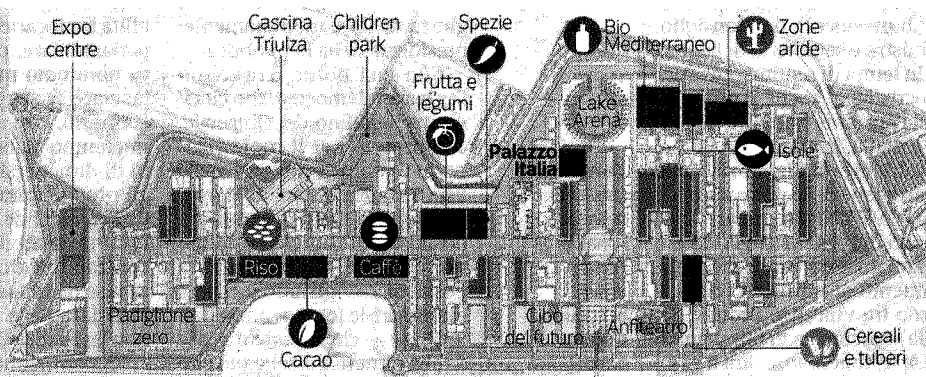 Expo
centre
Cascina
Triulza
Children
park
Spezie
Frutta e
legumi
Bio
Mediterraneo
Zone
aride
Lake
Arena
Palazzo
Italia
Isole
Riso
Caffè
Padiglione
zero
Cacao
Cibo
del futuro
Anfiteatro
Cereali
e tuberi